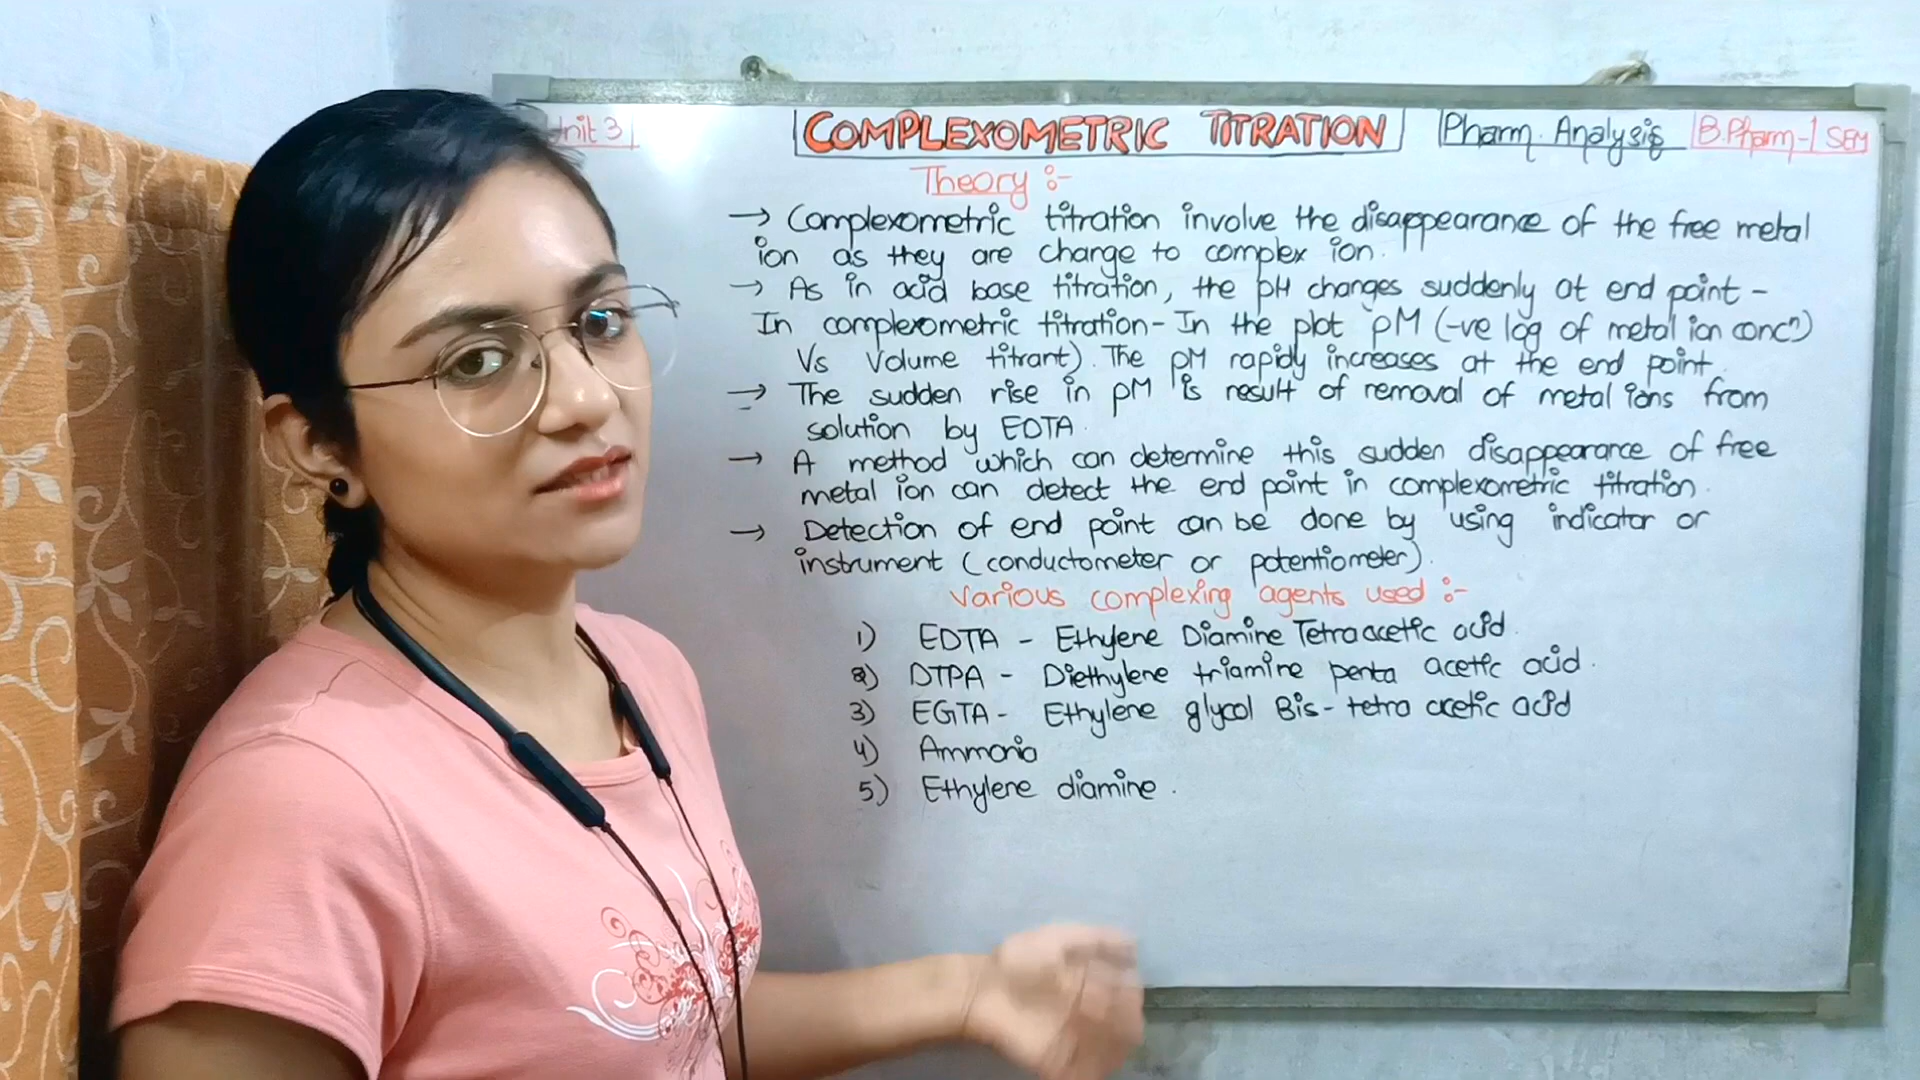 Unit 3
COMPLEXOMETRIC TITRATION
Pharm. Analysis
B.Pharm-1 SEM
Theory :-
→ Complexometric titration involve the disappearance of the free metal
ion as they are change to complex ion.
→ As in acid base titration, the pH changes suddenly at end point -
In complexometric titration - In the plot pM (-ve log of metal ion concⁿ)
Vs Volume titrant). The pM rapidly increases at the end point.
→ The sudden rise in pM is result of removal of metal ions from
solution by EDTA.
→ A method which can determine this sudden disappearance of free
metal ion can detect the end point in complexometric titration.
→ Detection of end point can be done by using indicator or
instrument (conductometer or potentiometer).
Various complexing agents used :-
1) EDTA - Ethylene Diamine Tetraacetic acid.
2) DTPA - Diethylene triamine penta acetic acid.
3) EGTA - Ethylene glycol Bis-tetra acetic acid
4) Ammonia
5) Ethylene diamine.